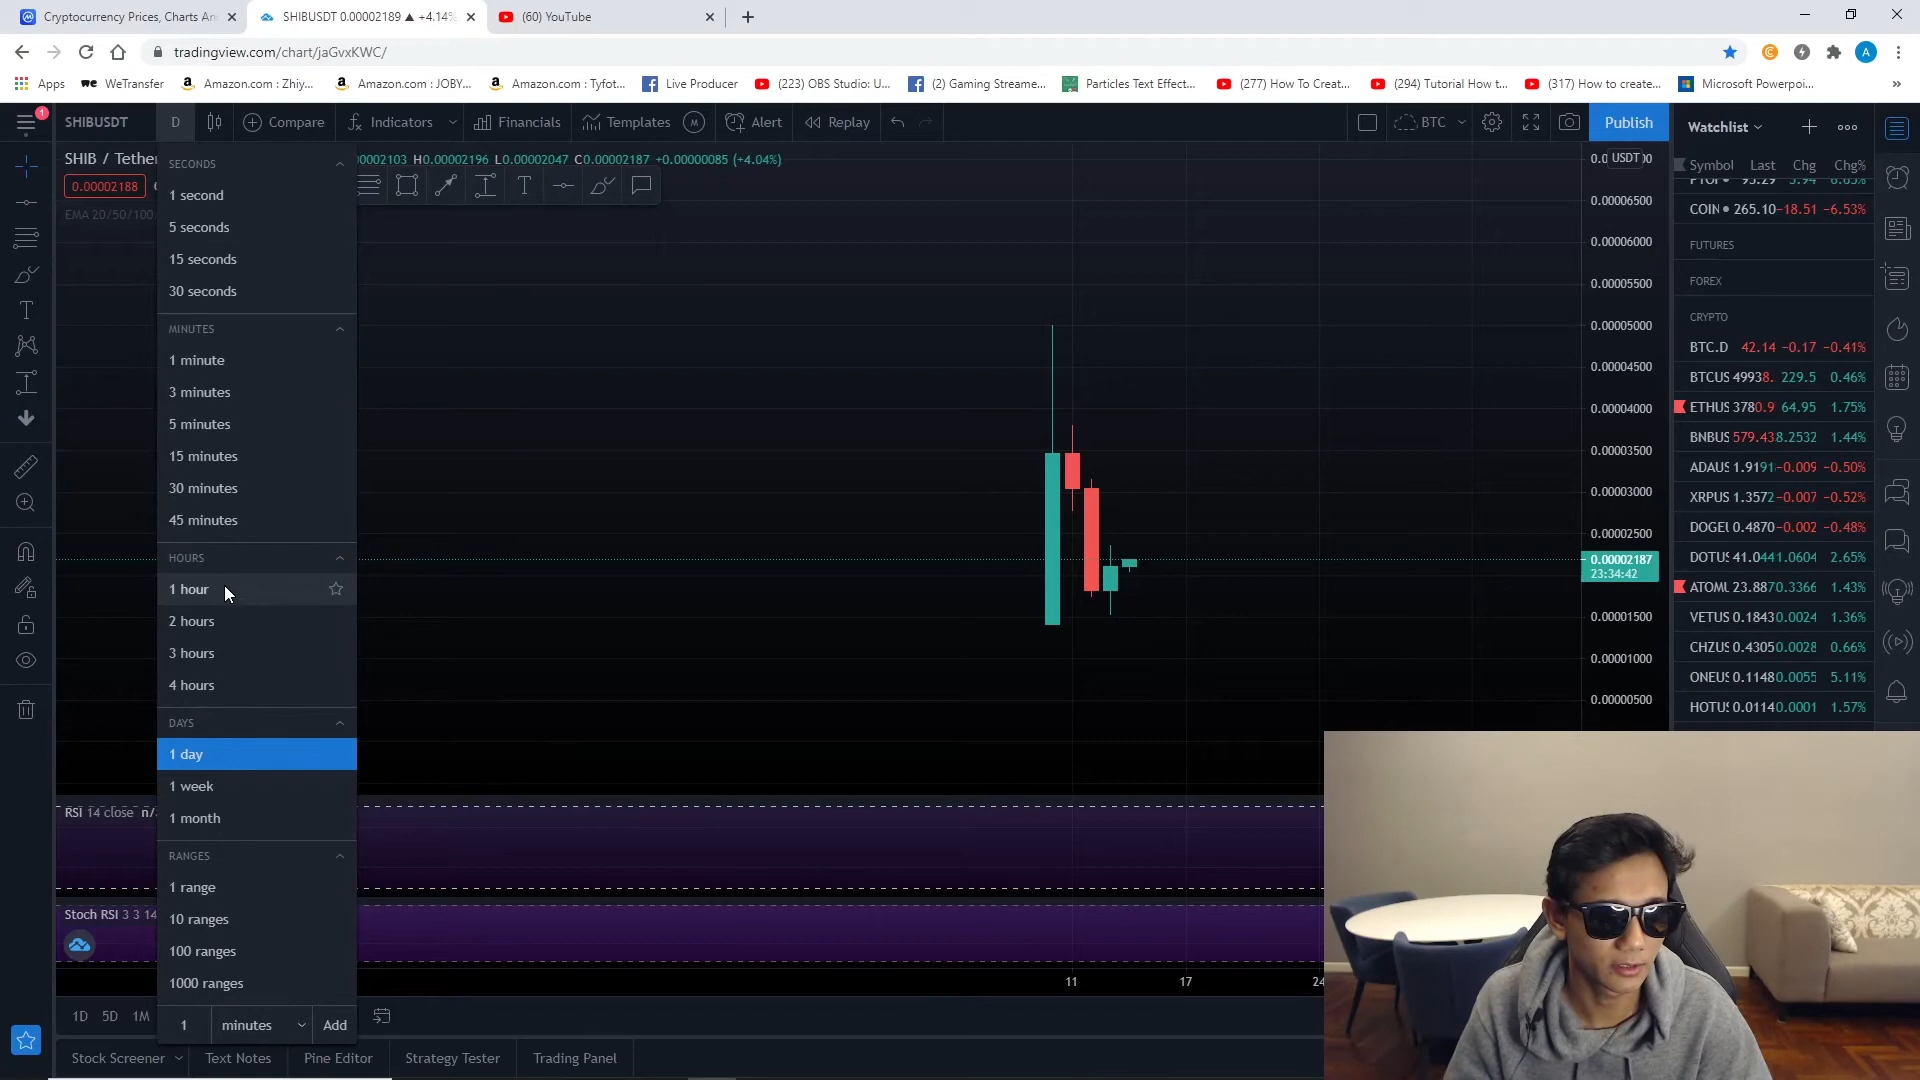 Cryptocurrency Prices, Charts An
SHIBUSDT 0.00002189 ▲ +4.14%
(60) YouTube
tradingview.com/chart/jaGvxKWC/
A
Apps
WeTransfer
Amazon.com : Zhiy...
Amazon.com : JOBY...
Amazon.com : Tyfot...
Live Producer
(223) OBS Studio: U...
(2) Gaming Streame...
Particles Text Effect...
(277) How To Creat...
(294) Tutorial How t...
(317) How to create...
Microsoft Powerpoi...
1
SHIBUSDT
D
Compare
Indicators
Financials
Templates
M
Alert
Replay
BTC
Publish
SHIB / Tether
00002103 H0.00002196 L0.00002047 C0.00002187 +0.00000085 (+4.04%)
0.00002188
EMA 20/50/100
SECONDS
1 second
5 seconds
15 seconds
30 seconds
MINUTES
1 minute
3 minutes
5 minutes
15 minutes
30 minutes
45 minutes
HOURS
1 hour
2 hours
3 hours
4 hours
DAYS
1 day
1 week
1 month
RANGES
1 range
10 ranges
100 ranges
1000 ranges
1 minutes Add
RSI 14 close n/
Stoch RSI 3 3 14
USDT
0.00006500
0.00006000
0.00005500
0.00005000
0.00004500
0.00004000
0.00003500
0.00003000
0.00002500
0.00002187
23:34:42
0.00001500
0.00001000
0.00000500
11 17 24
Watchlist
Symbol Last Chg Chg%
COIN 265.10 −18.51 −6.53%
FUTURES
FOREX
CRYPTO
BTC.D 42.14 −0.17 −0.41%
BTCUS 49938. 229.5 0.46%
ETHUS 3780.9 64.95 1.75%
BNBUS 579.43 8.2532 1.44%
ADAUS 1.9191 −0.009 −0.50%
XRPUS 1.3572 −0.007 −0.52%
DOGEU 0.4870 −0.002 −0.48%
DOTUS 41.044 1.0604 2.65%
ATOMU 23.887 0.3366 1.43%
VETUS 0.1843 0.0024 1.36%
CHZUS 0.4305 0.0028 0.66%
ONEUS 0.1148 0.0055 5.11%
HOTUS 0.0114 0.0001 1.57%
1D 5D 1M
Stock Screener
Text Notes
Pine Editor
Strategy Tester
Trading Panel